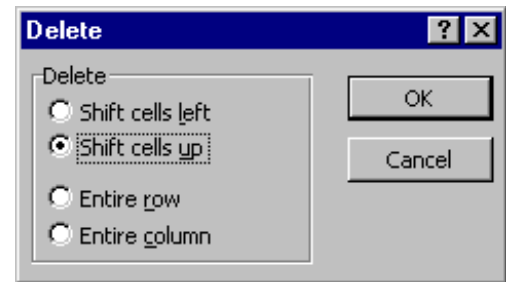 Delete
? X
Delete
Shift cells left
Shift cells up
Entire row
Entire column
OK
Cancel